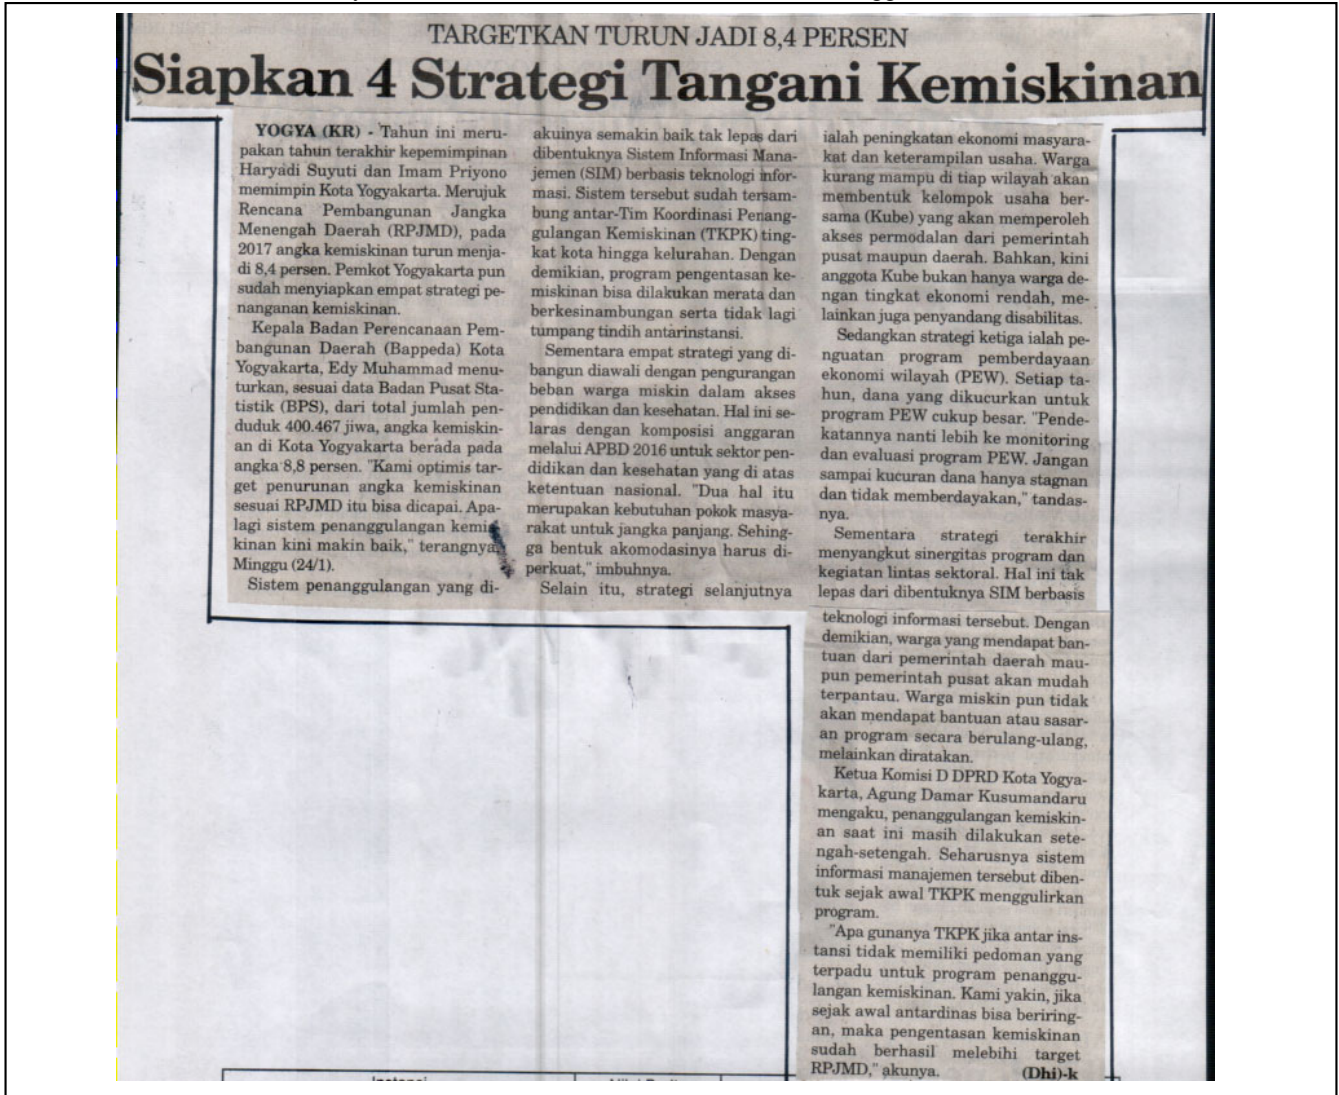 TARGETKAN TURUN JADI 8,4 PERSEN
Siapkan 4 Strategi Tangani Kemiskinan
YOGYA (KR) - Tahun ini meru-
pakan tahun terakhir kepemimpinan
Haryadi Suyuti dan Imam Priyono
memimpin Kota Yogyakarta. Merujuk
Rencana Pembangunan Jangka
Menengah Daerah (RPJMD), pada
2017 angka kemiskinan turun menja-
di 8,4 persen. Pemkot Yogyakarta pun
sudah menyiapkan empat strategi pe-
nanganan kemiskinan.
Kepala Badan Perencanaan Pem-
bangunan Daerah (Bappeda) Kota
Yogyakarta, Edy Muhammad menu-
turkan, sesuai data Badan Pusat Sta-
tistik (BPS), dari total jumlah pen-
duduk 400.467 jiwa, angka kemiskin-
an di Kota Yogyakarta berada pada
angka 8,8 persen. "Kami optimis tar-
get penurunan angka kemiskinan
sesuai RPJMD itu bisa dicapai. Apa-
lagi sistem penanggulangan kemis-
kinan kini makin baik," terangnya,
Minggu (24/1).
Sistem penanggulangan yang di-
akuinya semakin baik tak lepas dari
dibentuknya Sistem Informasi Mana-
jemen (SIM) berbasis teknologi infor-
masi. Sistem tersebut sudah tersam-
bung antar-Tim Koordinasi Penang-
gulangan Kemiskinan (TKPK) ting-
kat kota hingga kelurahan. Dengan
demikian, program pengentasan ke-
miskinan bisa dilakukan merata dan
berkesinambungan serta tidak lagi
tumpang tindih antarinstansi.
Sementara empat strategi yang di-
bangun diawali dengan pengurangan
beban warga miskin dalam akses
pendidikan dan kesehatan. Hal ini se-
laras dengan komposisi anggaran
melalui APBD 2016 untuk sektor pen-
didikan dan kesehatan yang di atas
ketentuan nasional. "Dua hal itu
merupakan kebutuhan pokok masya-
rakat untuk jangka panjang. Sehing-
ga bentuk akomodasinya harus di-
perkuat," imbuhnya.
Selain itu, strategi selanjutnya
ialah peningkatan ekonomi masyara-
kat dan keterampilan usaha. Warga
kurang mampu di tiap wilayah akan
membentuk kelompok usaha ber-
sama (Kube) yang akan memperoleh
akses permodalan dari pemerintah
pusat maupun daerah. Bahkan, kini
anggota Kube bukan hanya warga de-
ngan tingkat ekonomi rendah, me-
lainkan juga penyandang disabilitas.
Sedangkan strategi ketiga ialah pe-
nguatan program pemberdayaan
ekonomi wilayah (PEW). Setiap ta-
hun, dana yang dikucurkan untuk
program PEW cukup besar. "Pende-
katannya nanti lebih ke monitoring
dan evaluasi program PEW. Jangan
sampai kucuran dana hanya stagnan
dan tidak memberdayakan," tandas-
nya.
Sementara strategi terakhir
menyangkut sinergitas program dan
kegiatan lintas sektoral. Hal ini tak
lepas dari dibentuknya SIM berbasis
teknologi informasi tersebut. Dengan
demikian, warga yang mendapat ban-
tuan dari pemerintah daerah mau-
pun pemerintah pusat akan mudah
terpantau. Warga miskin pun tidak
akan mendapat bantuan atau sasar-
an program secara berulang-ulang,
melainkan diratakan.
Ketua Komisi D DPRD Kota Yogya-
karta, Agung Damar Kusumandaru
mengaku, penanggulangan kemiskin-
an saat ini masih dilakukan sete-
ngah-setengah. Seharusnya sistem
informasi manajemen tersebut diben-
tuk sejak awal TKPK menggulirkan
program.
"Apa gunanya TKPK jika antar ins-
tansi tidak memiliki pedoman yang
terpadu untuk program penanggu-
langan kemiskinan. Kami yakin, jika
sejak awal antardinas bisa beriring-
an, maka pengentasan kemiskinan
sudah berhasil melebihi target
RPJMD," akunya. (Dhi)-k